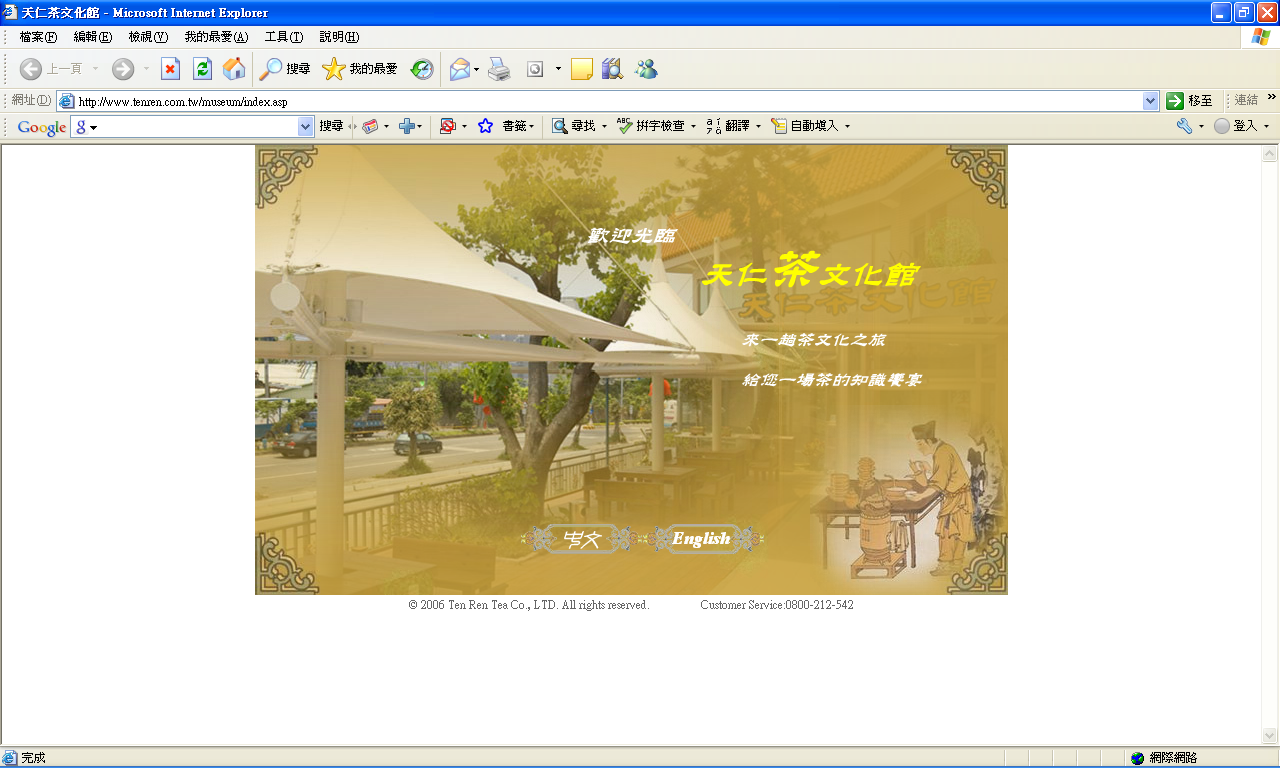 天仁茶文化館 - Microsoft Internet Explorer
檔案(F) 編輯(E) 檢視(V) 我的最愛(A) 工具(T) 說明(H)
上一頁 搜尋 我的最愛
網址(D) http://www.tenren.com.tw/museum/index.asp 移至 連結 »
Google g 搜尋 書籤 尋找 ABC 拼字檢查 翻譯 自動填入 登入
歡迎光臨
天仁茶文化館
天仁茶文化館
來一趟茶文化之旅
給您一場茶的知識饗宴
中文 English
© 2006 Ten Ren Tea Co., LTD. All rights reserved. Customer Service:0800-212-542
完成 網際網路